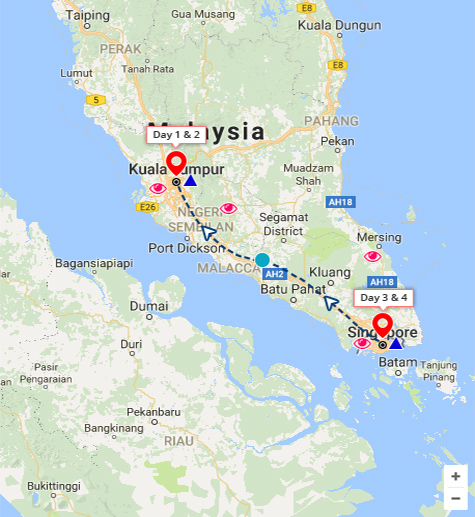 Taiping
Gua Musang
Kuala Dungun
E8
PERAK
Tanah Rata
E8
Lumut
5
PAHANG
Day 1 & 2
Malaysia
Pekan
Kuala Lumpur
Muadzam
Shah
E26
NEGERI
SEMBILAN
AH18
Segamat
District
Mersing
Port Dickson
Bagansiapiapi
MALACCA
AH2
Kluang
AH18
Batu Pahat
Day 3 & 4
Dumai
Singapore
Duri
Batam
Tanjung
Pinang
Pasir
Pengaraian
Pekanbaru
Bangkinang
RIAU
Bukittinggi
+
−